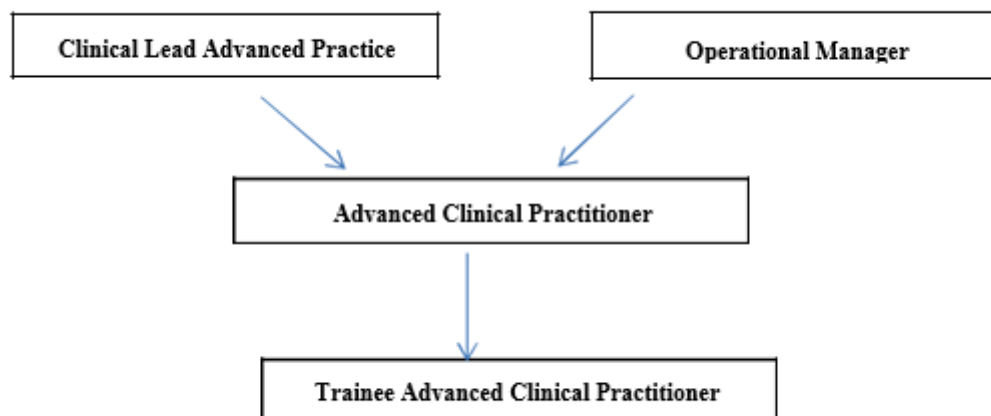 Clinical Lead Advanced Practice
Operational Manager
Advanced Clinical Practitioner
Trainee Advanced Clinical Practitioner